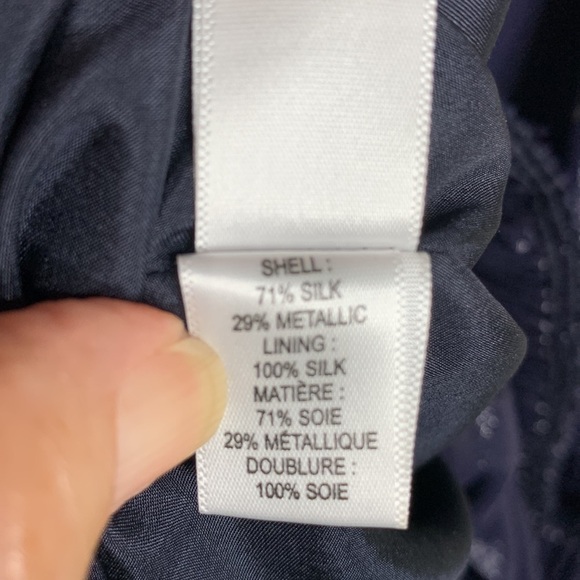 SHELL :
71% SILK
29% METALLIC
LINING :
100% SILK
MATIÈRE :
71% SOIE
29% MÉTALLIQUE
DOUBLURE :
100% SOIE